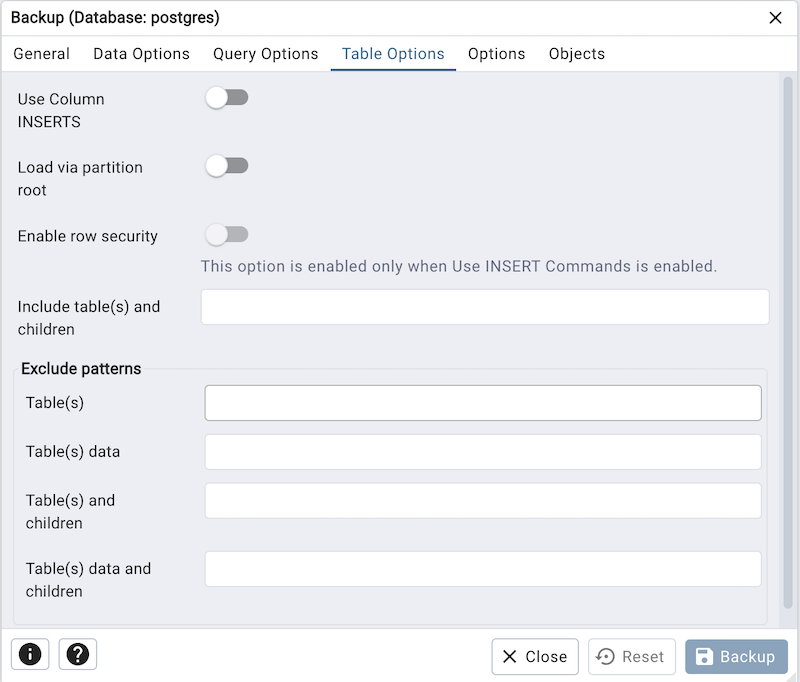 Backup (Database: postgres)
General Data Options Query Options Table Options Options Objects
Use Column
INSERTS
Load via partition
root
Enable row security
This option is enabled only when Use INSERT Commands is enabled.
Include table(s) and
children
Exclude patterns
Table(s)
Table(s) data
Table(s) and
children
Table(s) data and
children
Close Reset Backup